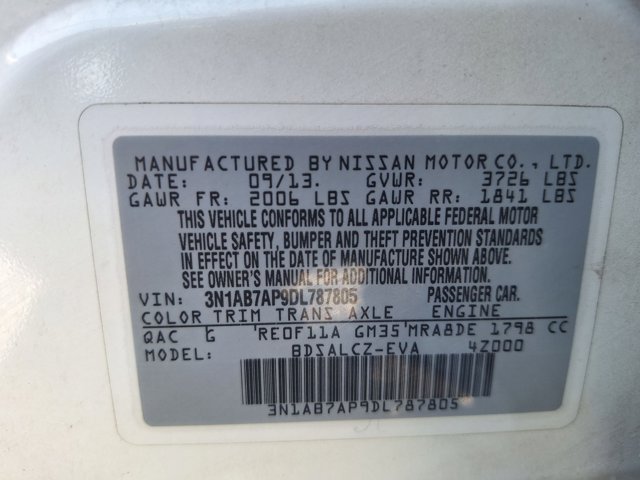 MANUFACTURED BY NISSAN MOTOR CO., LTD.
DATE: 09/13. GVWR: 3726 LBS
GAWR FR: 2006 LBS GAWR RR: 1841 LBS
THIS VEHICLE CONFORMS TO ALL APPLICABLE FEDERAL MOTOR
VEHICLE SAFETY, BUMPER AND THEFT PREVENTION STANDARDS
IN EFFECT ON THE DATE OF MANUFACTURE SHOWN ABOVE.
SEE OWNER'S MANUAL FOR ADDITIONAL INFORMATION
VIN: 3N1AB7AP9DL787805 PASSENGER CAR.
COLOR TRIM TRANS AXLE ENGINE
QAC G 'RE0F11A GM35'MRA8DE 1798 CC
MODEL: BDSALCZ-EVA 4Z000
3N1AB7AP9DL787805